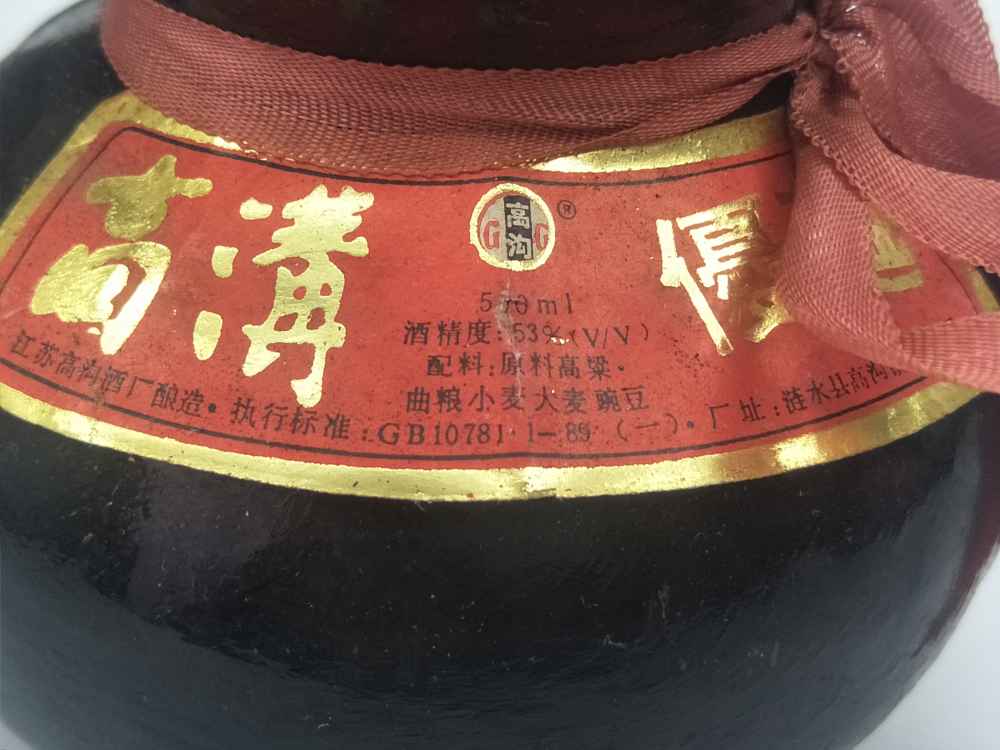 高溝
高沟
G G
®
優
500ml
酒精度:53%(V/V)
配料:原料高粱·
曲粮小麦大麦豌豆
江苏高沟酒厂酿造·执行标准:GB10781·1-89(一)·厂址:涟水县高沟